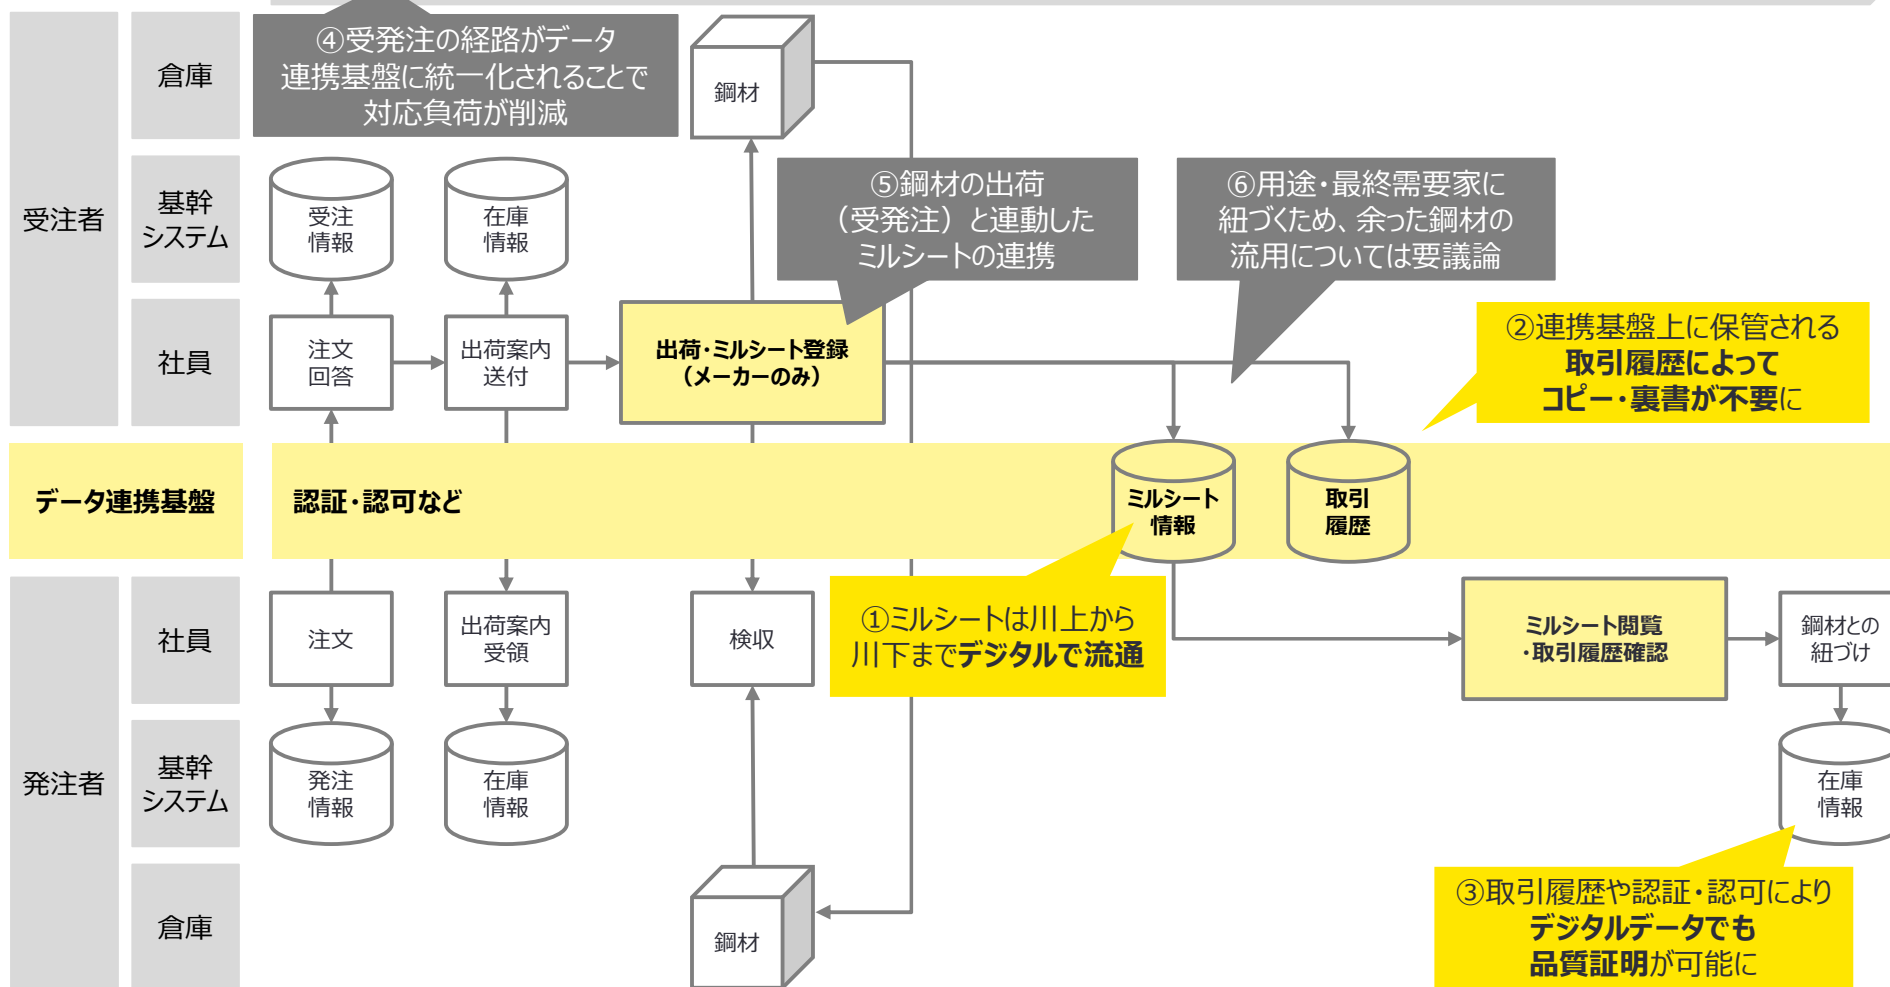 ④受発注の経路がデータ
連携基盤に統一化されることで
対応負荷が削減
受注者
倉庫
鋼材
基幹
システム
受注
情報
在庫
情報
⑤鋼材の出荷
（受発注）と連動した
ミルシートの連携
⑥用途・最終需要家に
紐づくため、余った鋼材の
流用については要議論
社員
注文
回答
出荷案内
送付
出荷・ミルシート登録
（メーカーのみ）
②連携基盤上に保管される
取引履歴によって
コピー・裏書が不要に
データ連携基盤
認証・認可など
ミルシート
情報
取引
履歴
発注者
社員
注文
出荷案内
受領
検収
①ミルシートは川上から
川下までデジタルで流通
ミルシート閲覧
・取引履歴確認
鋼材との
紐づけ
基幹
システム
発注
情報
在庫
情報
在庫
情報
倉庫
鋼材
③取引履歴や認証・認可により
デジタルデータでも
品質証明が可能に